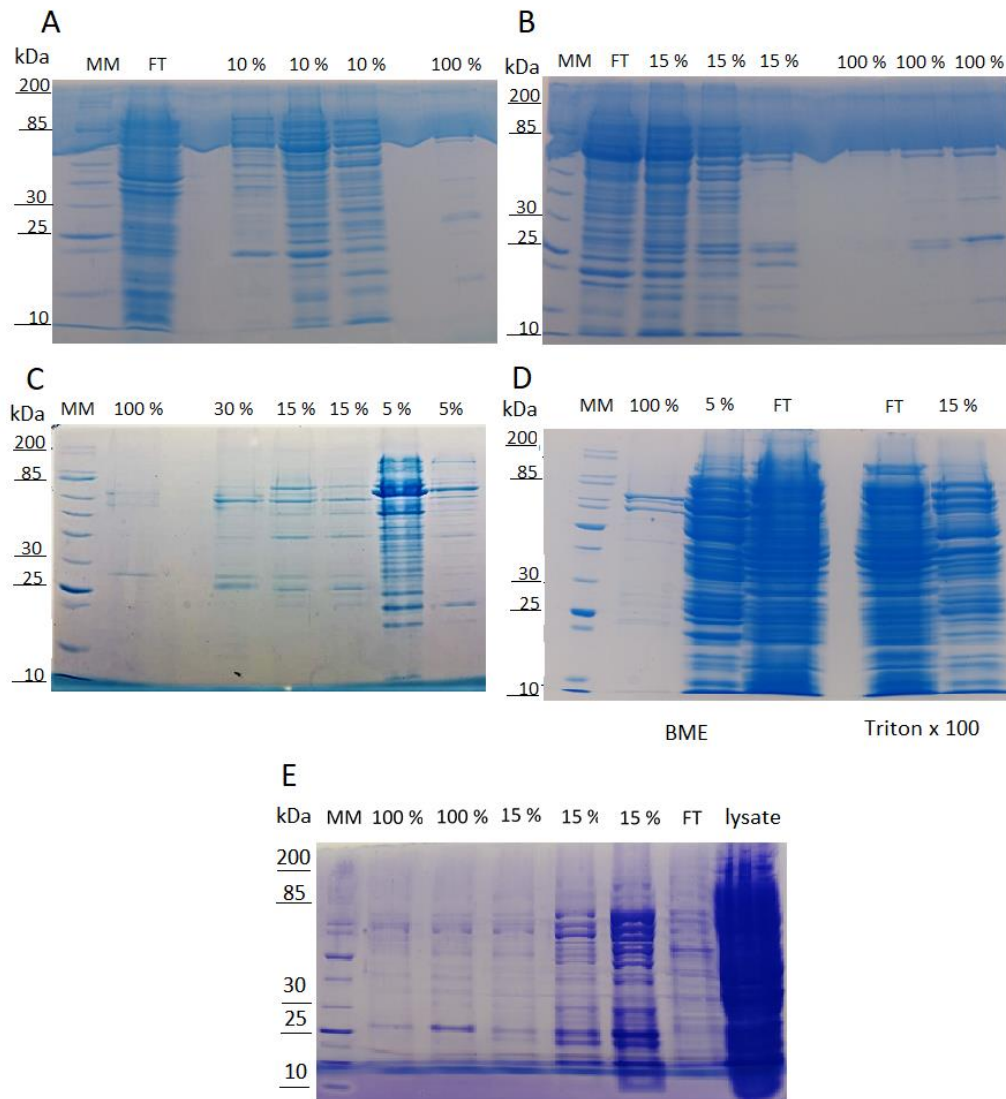 A
kDa MM FT 10 % 10 % 10 % 100 %
200
85
30
25
10
B
kDa MM FT 15 % 15 % 15 % 100 % 100 % 100 %
200
85
30
25
10
C
kDa MM 100 % 30 % 15 % 15 % 5 % 5%
200
85
30
25
10
D
kDa MM 100 % 5 % FT FT 15 %
200
85
30
25
10
BME Triton x 100
E
kDa MM 100 % 100 % 15 % 15 % 15 % FT lysate
200
85
30
25
10